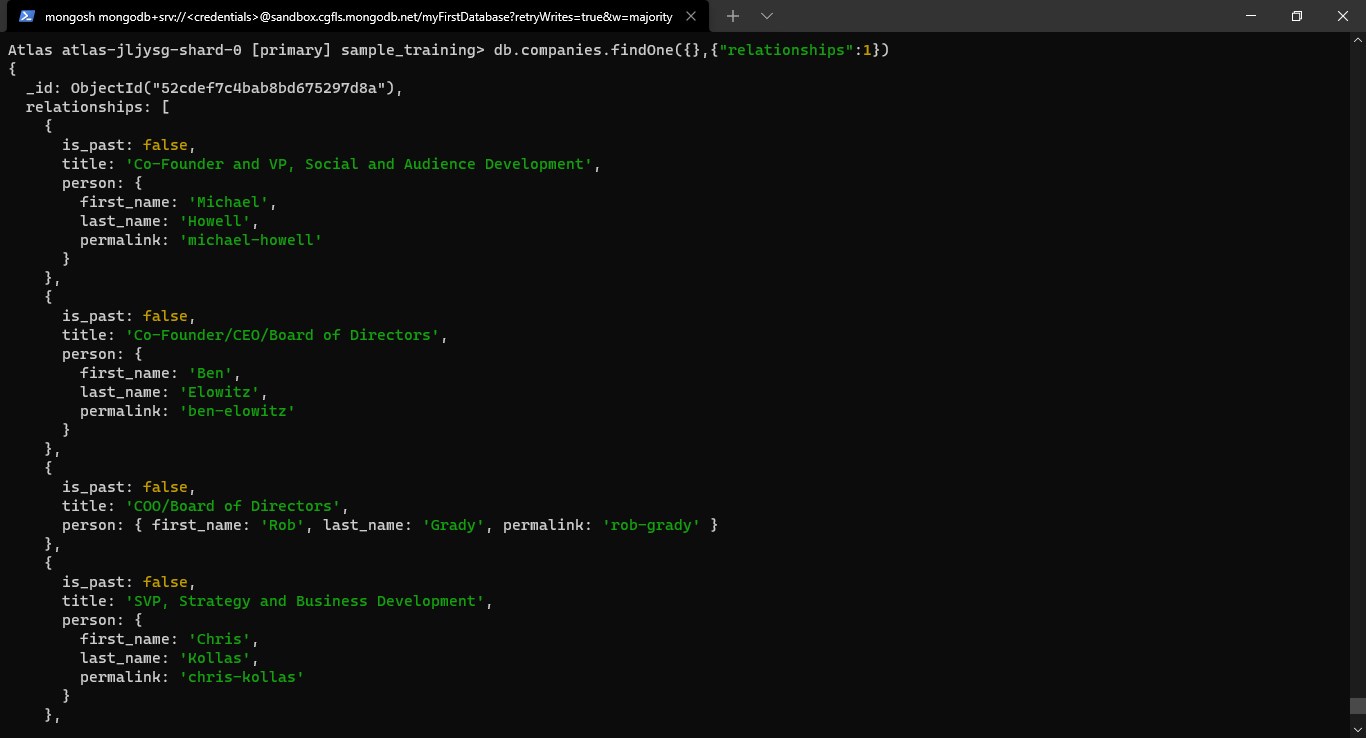 mongosh mongodb+srv://<credentials>@sandbox.cgfls.mongodb.net/myFirstDatabase?retryWrites=true&w=majority
Atlas atlas-jljysg-shard-0 [primary] sample_training> db.companies.findOne({},{"relationships":1})
{
  _id: ObjectId("52cdef7c4bab8bd675297d8a"),
  relationships: [
    {
      is_past: false,
      title: 'Co-Founder and VP, Social and Audience Development',
      person: {
        first_name: 'Michael',
        last_name: 'Howell',
        permalink: 'michael-howell'
      }
    },
    {
      is_past: false,
      title: 'Co-Founder/CEO/Board of Directors',
      person: {
        first_name: 'Ben',
        last_name: 'Elowitz',
        permalink: 'ben-elowitz'
      }
    },
    {
      is_past: false,
      title: 'COO/Board of Directors',
      person: { first_name: 'Rob', last_name: 'Grady', permalink: 'rob-grady' }
    },
    {
      is_past: false,
      title: 'SVP, Strategy and Business Development',
      person: {
        first_name: 'Chris',
        last_name: 'Kollas',
        permalink: 'chris-kollas'
      }
    },